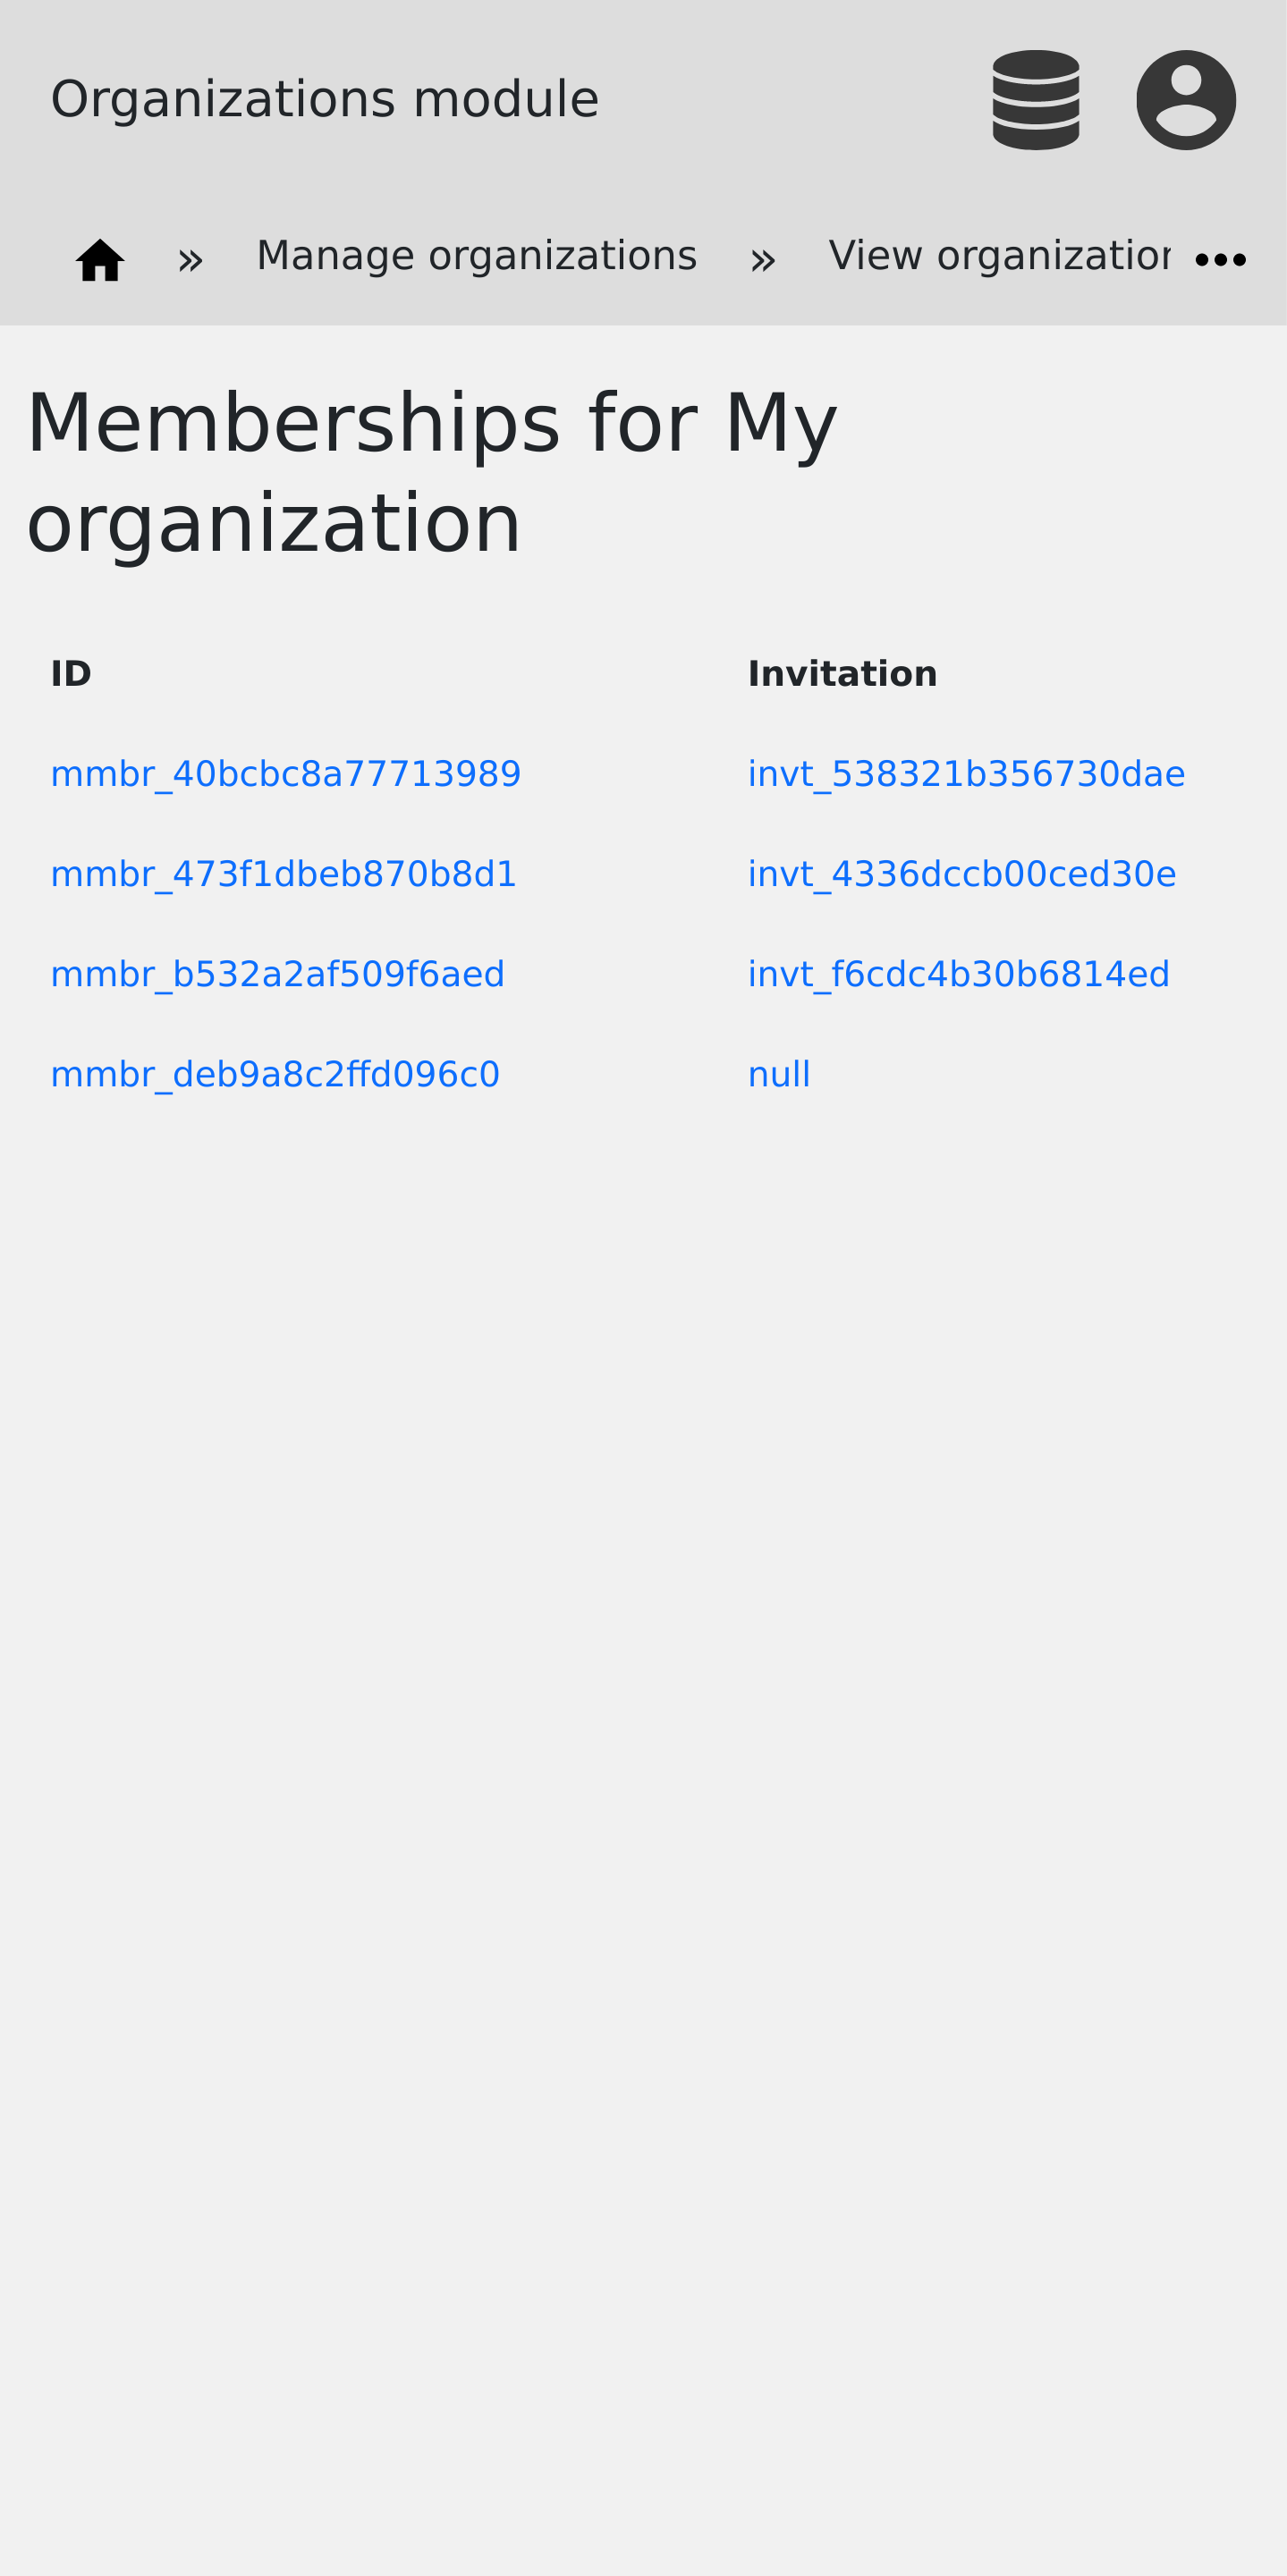 Organizations module
» Manage organizations » View organization
Memberships for My
organization
ID Invitation
mmbr_40bcbc8a77713989 invt_538321b356730dae
mmbr_473f1dbeb870b8d1 invt_4336dccb00ced30e
mmbr_b532a2af509f6aed invt_f6cdc4b30b6814ed
mmbr_deb9a8c2ffd096c0 null